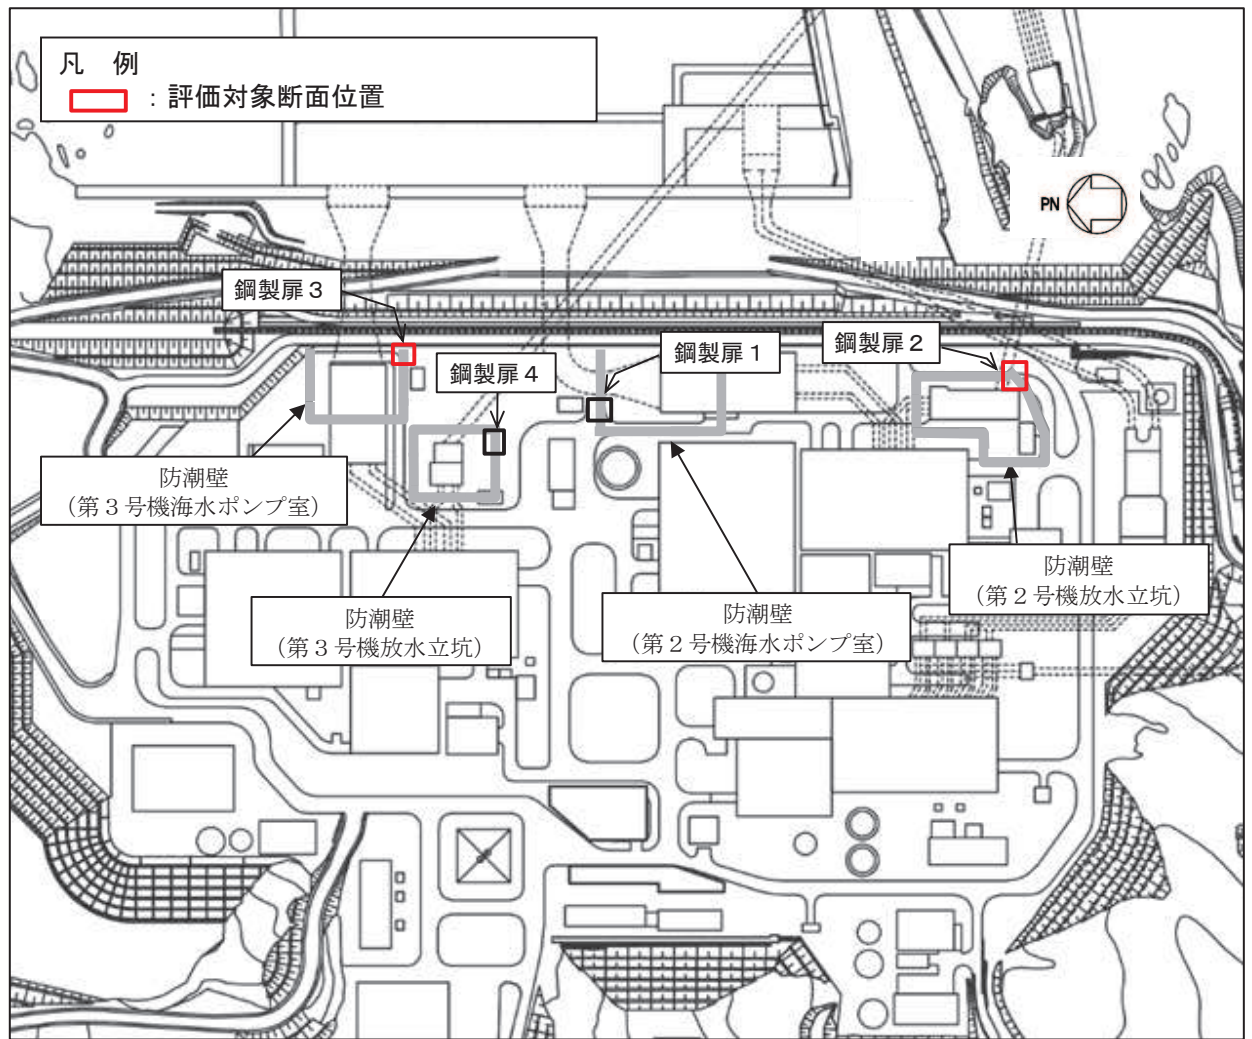 凡　例
：評価対象断面位置
PN
鋼製扉３
鋼製扉４
鋼製扉１
鋼製扉２
防潮壁
（第３号機海水ポンプ室）
防潮壁
（第３号機放水立坑）
防潮壁
（第２号機海水ポンプ室）
防潮壁
（第２号機放水立坑）